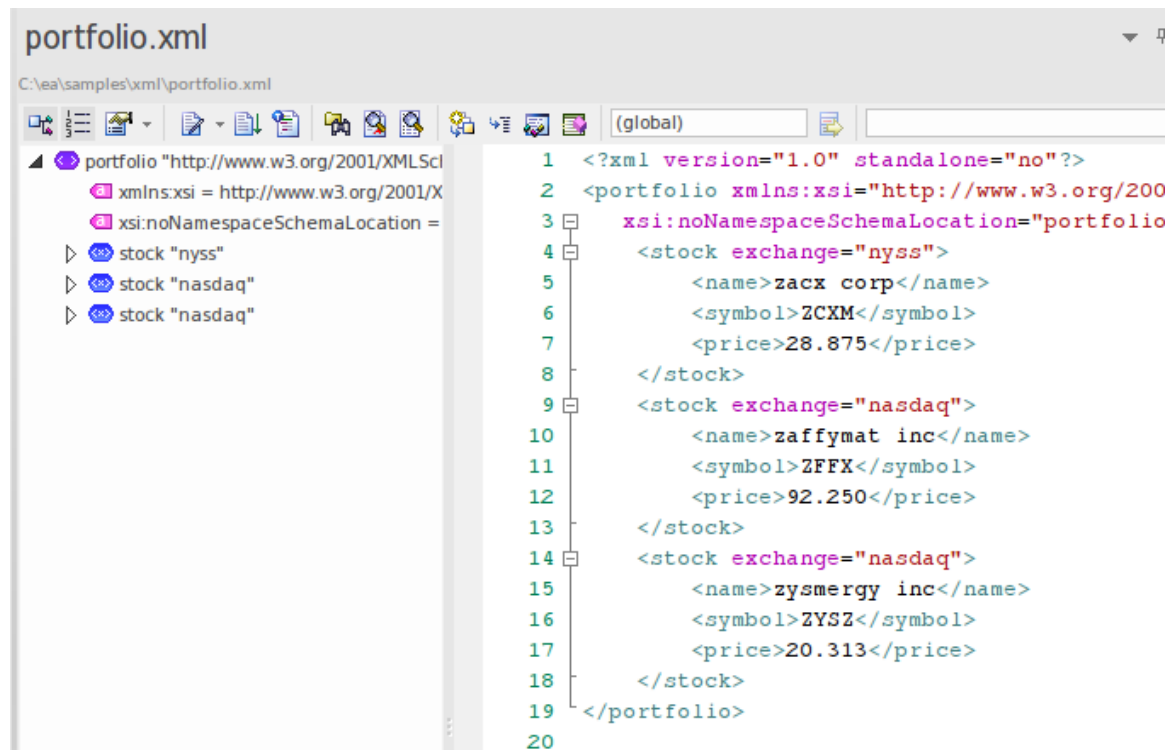 portfolio.xml
C:\ea\samples\xml\portfolio.xml
(global)
portfolio "http://www.w3.org/2001/XMLScl
xmlns:xsi = http://www.w3.org/2001/X
xsi:noNamespaceSchemaLocation =
stock "nyss"
stock "nasdaq"
stock "nasdaq"
1 <?xml version="1.0" standalone="no"?>
2 <portfolio xmlns:xsi="http://www.w3.org/200
3 xsi:noNamespaceSchemaLocation="portfolio
4 <stock exchange="nyss">
5 <name>zacx corp</name>
6 <symbol>ZCXM</symbol>
7 <price>28.875</price>
8 </stock>
9 <stock exchange="nasdaq">
10 <name>zaffymat inc</name>
11 <symbol>ZFFX</symbol>
12 <price>92.250</price>
13 </stock>
14 <stock exchange="nasdaq">
15 <name>zysmergy inc</name>
16 <symbol>ZYSZ</symbol>
17 <price>20.313</price>
18 </stock>
19 </portfolio>
20